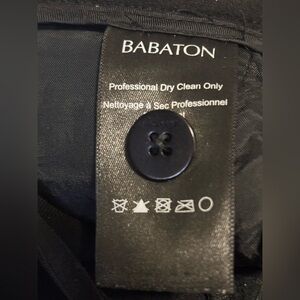 BABATON
Professional Dry Clean Only
Nettoyage à Sec Professionnel